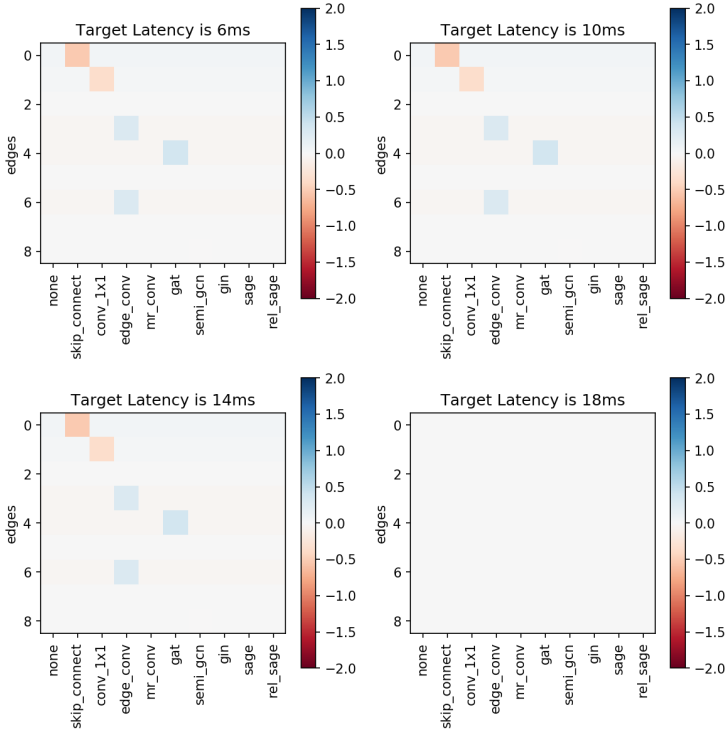 Target Latency is 6ms
edges
0
2
4
6
8
none
skip_connect
conv_1x1
edge_conv
mr_conv
gat
semi_gcn
gin
sage
rel_sage
2.0
1.5
1.0
0.5
0.0
−0.5
−1.0
−1.5
−2.0
Target Latency is 10ms
edges
0
2
4
6
8
none
skip_connect
conv_1x1
edge_conv
mr_conv
gat
semi_gcn
gin
sage
rel_sage
2.0
1.5
1.0
0.5
0.0
−0.5
−1.0
−1.5
−2.0
Target Latency is 14ms
edges
0
2
4
6
8
none
skip_connect
conv_1x1
edge_conv
mr_conv
gat
semi_gcn
gin
sage
rel_sage
2.0
1.5
1.0
0.5
0.0
−0.5
−1.0
−1.5
−2.0
Target Latency is 18ms
edges
0
2
4
6
8
none
skip_connect
conv_1x1
edge_conv
mr_conv
gat
semi_gcn
gin
sage
rel_sage
2.0
1.5
1.0
0.5
0.0
−0.5
−1.0
−1.5
−2.0